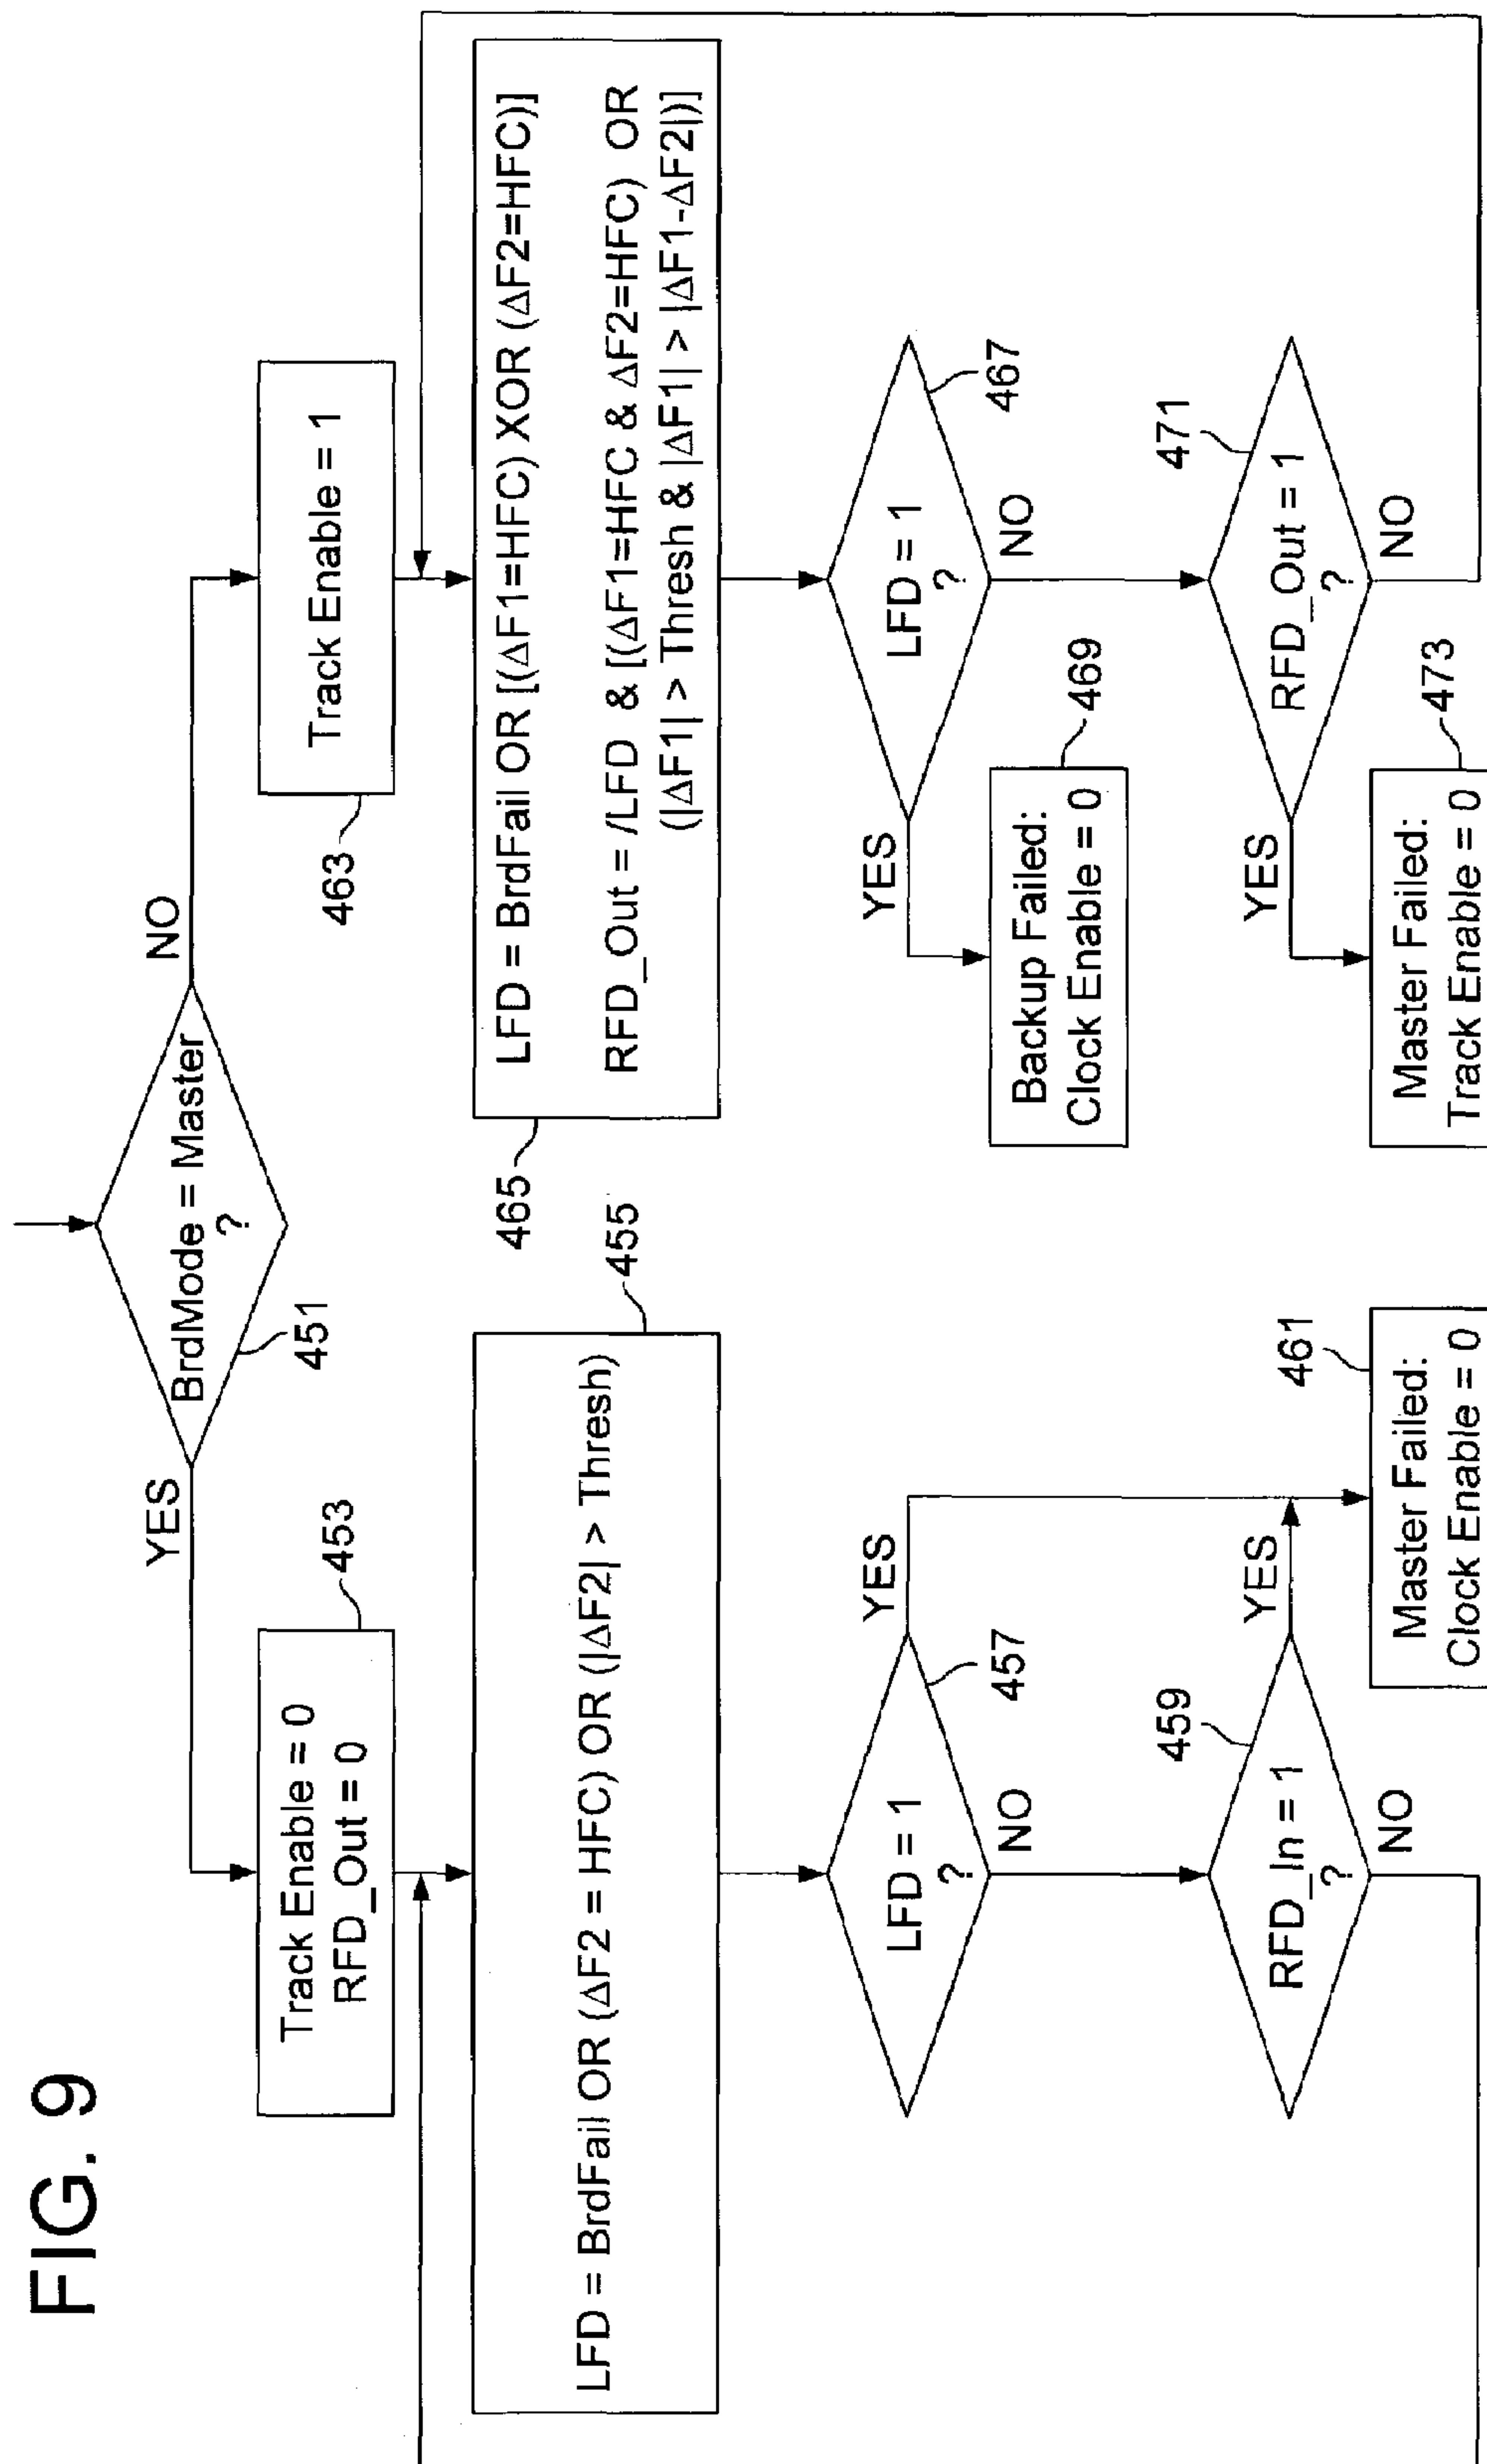 FIG. 9
BrdMode = Master
?
451
YES
NO
Track Enable = 0
RFD_Out = 0
453
LFD = BrdFail OR (ΔF2 = HFC) OR (|ΔF2| > Thresh)
455
LFD = 1
?
457
YES
NO
RFD_In = 1
?
459
YES
NO
Master Failed:
Clock Enable = 0
461
Track Enable = 1
463
LFD = BrdFail OR [(ΔF1=HFC) XOR (ΔF2=HFC)]
RFD_Out = /LFD & [(ΔF1=HFC & ΔF2=HFC) OR
(|ΔF1| > Thresh & |ΔF1| > |ΔF1-ΔF2|)]
465
LFD = 1
?
467
YES
NO
Backup Failed:
Clock Enable = 0
469
RFD_Out = 1
?
471
YES
NO
Master Failed:
Track Enable = 0
473